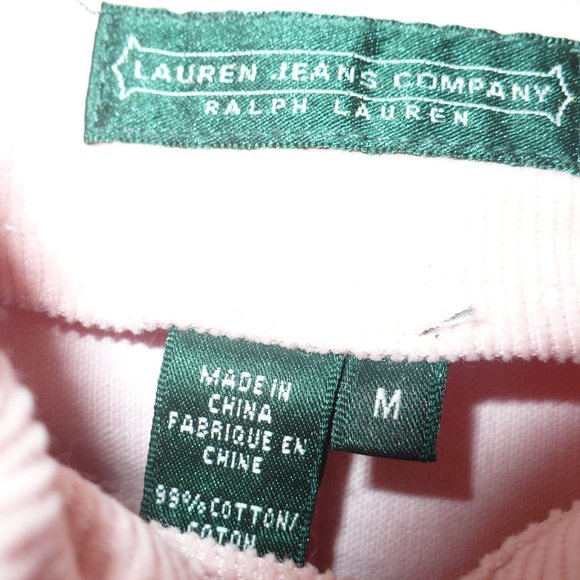 LAUREN JEANS COMPANY
RALPH LAUREN
MADE IN
CHINA
FABRIQUE EN
CHINE
98% COTTON/
COTON
M